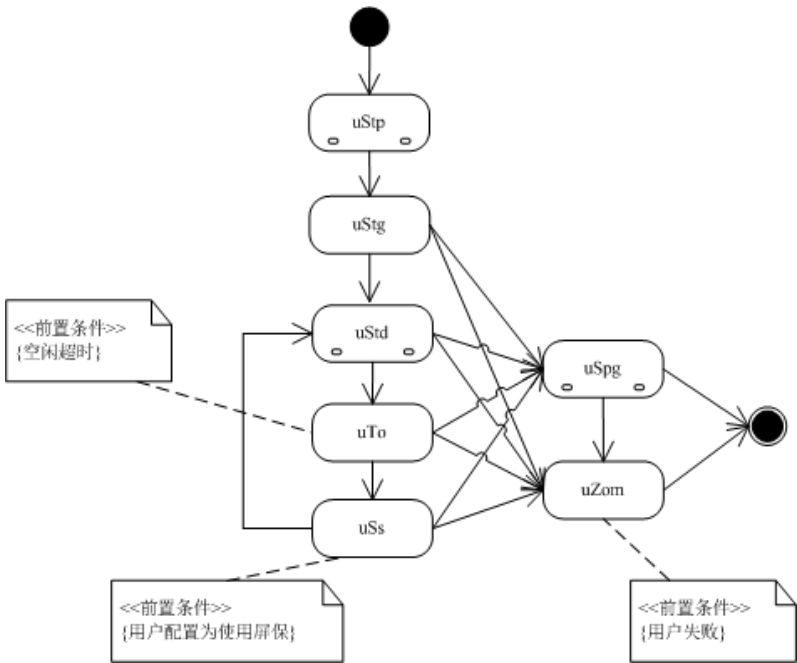 uStp
uStg
<<前置条件>>
{空闲超时}
uStd
uSpg
uTo
uZom
uSs
<<前置条件>>
{用户配置为使用屏保}
<<前置条件>>
{用户失败}